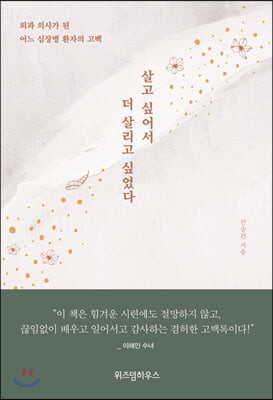 외과 의사가 된
어느 심장병 환자의 고백
살고 싶어서
더 살리고 싶었다
신승건 지음
"이 책은 힘겨운 시련에도 절망하지 않고,
끊임없이 배우고 일어서고 감사하는 겸허한 고백록이다!"
_ 이해인 수녀
위즈덤하우스